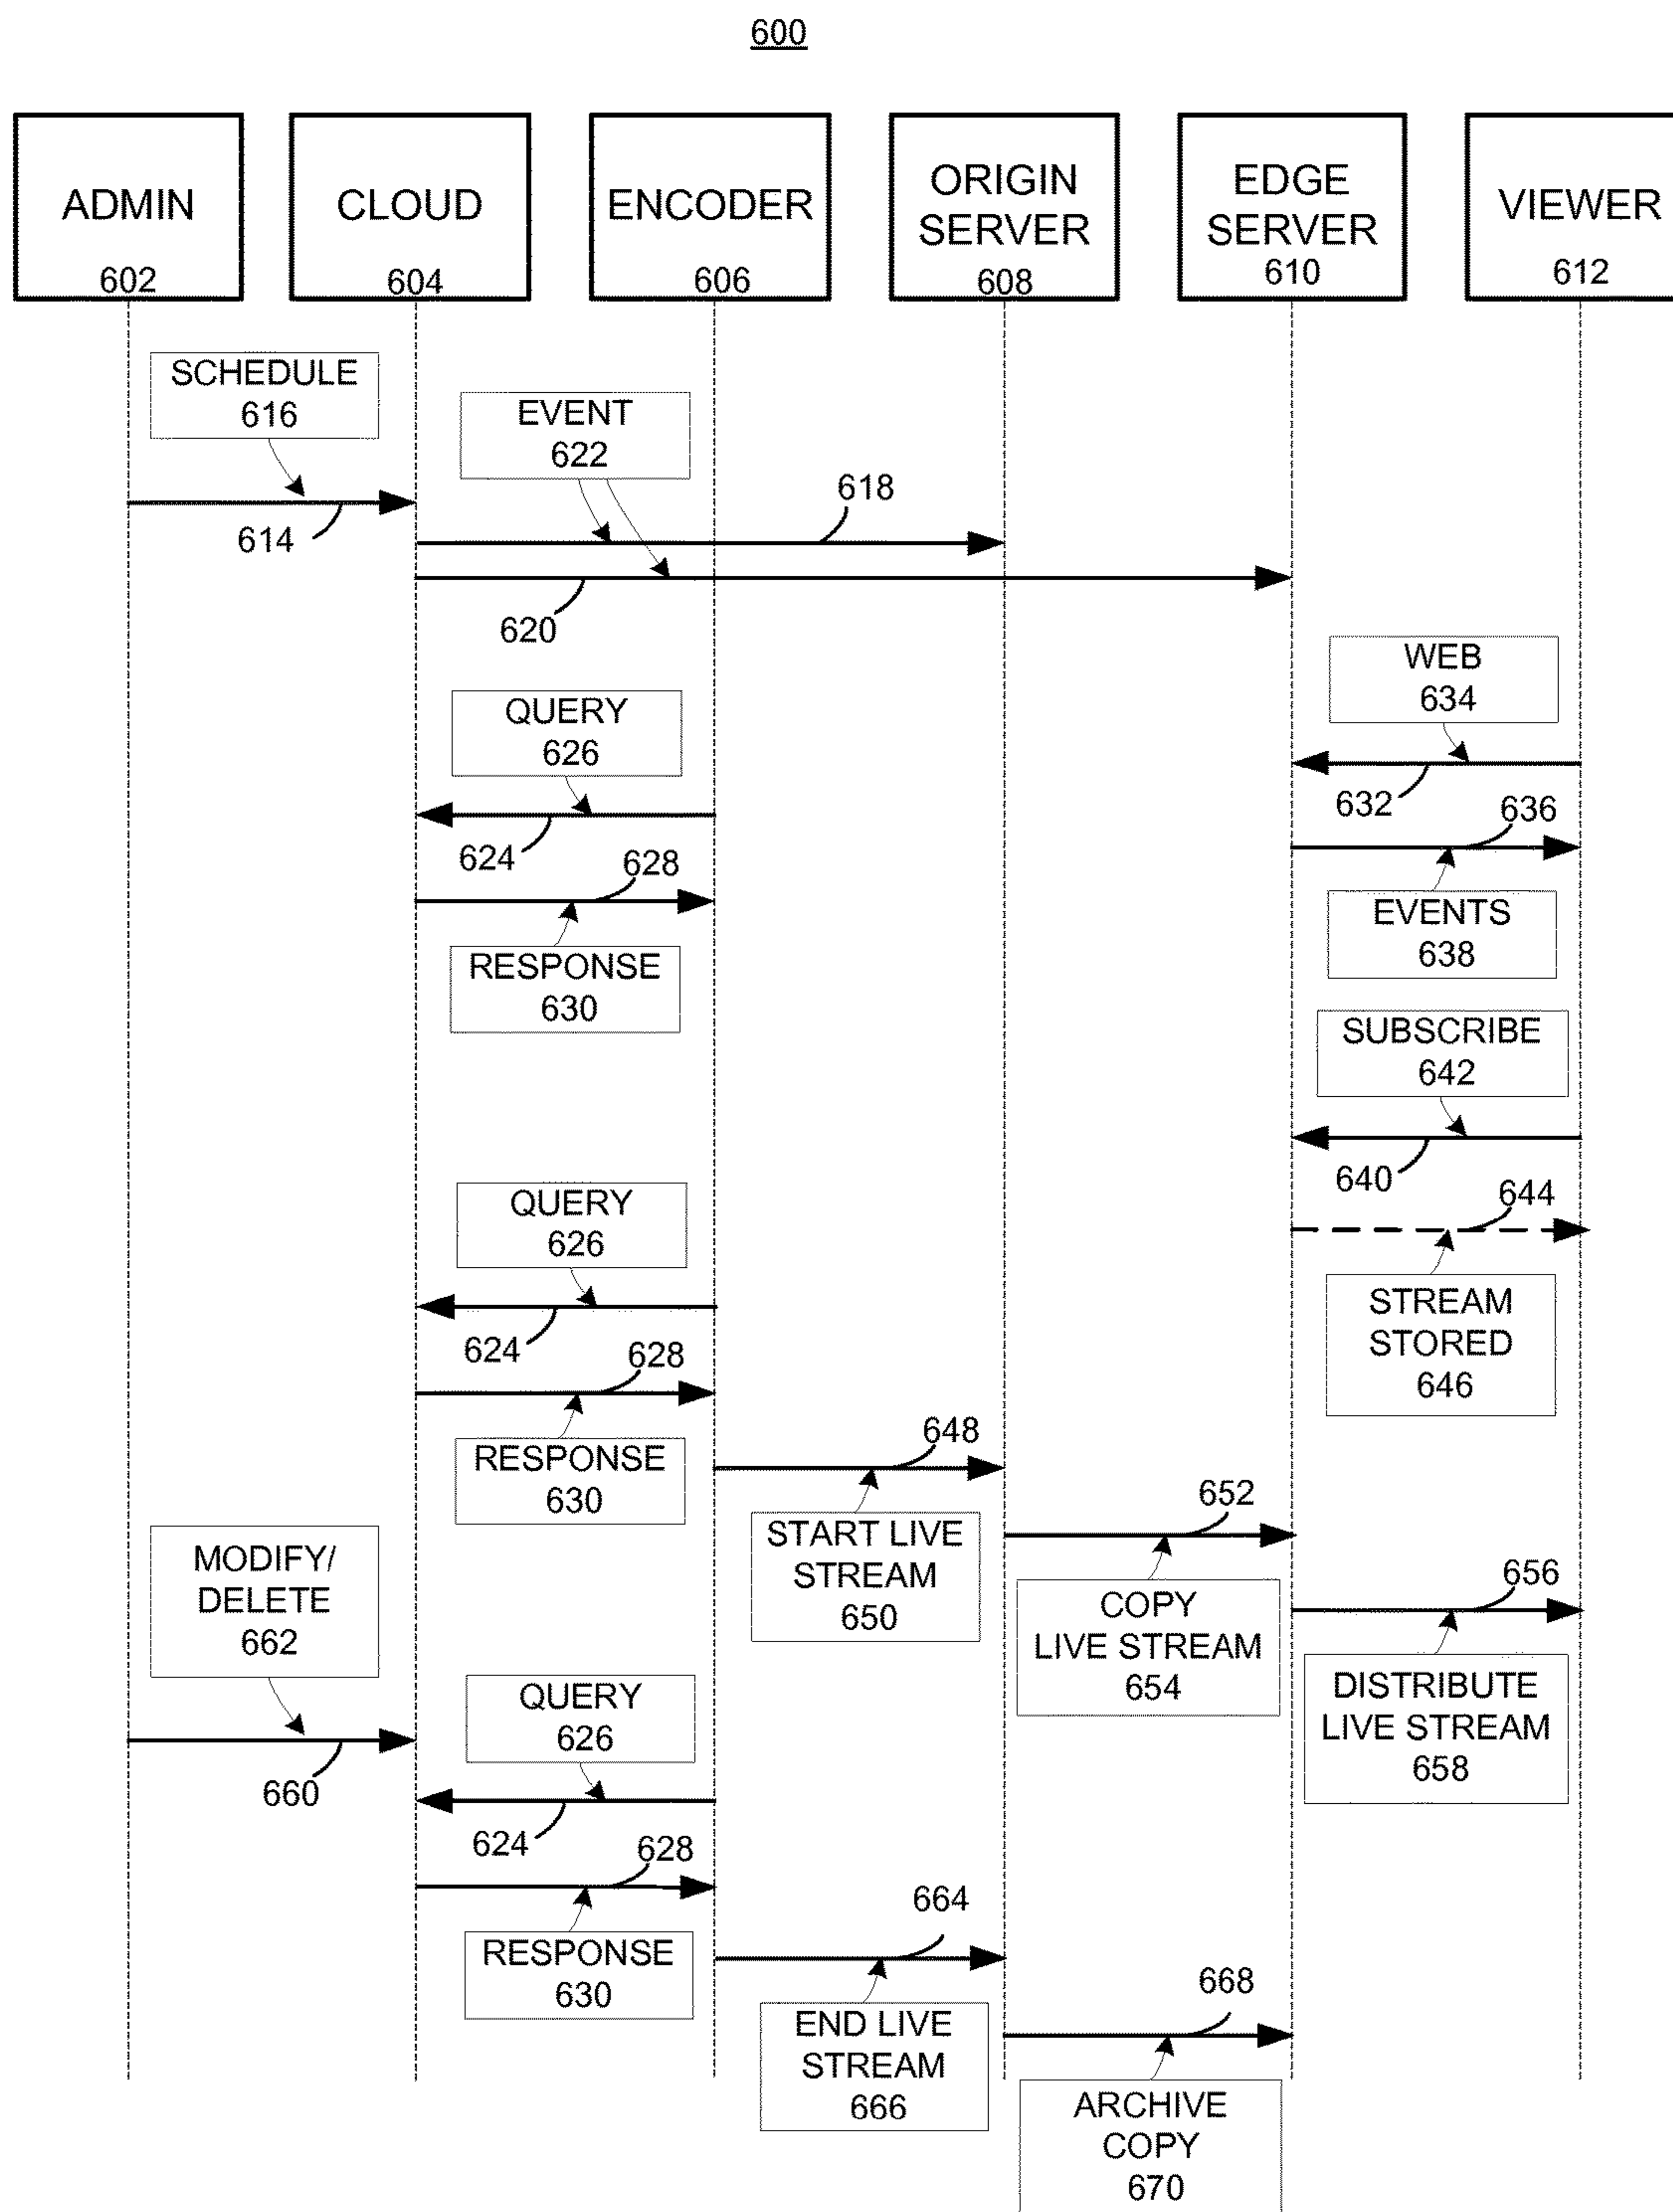 600
ADMIN
602
CLOUD
604
ENCODER
606
ORIGIN
SERVER
608
EDGE
SERVER
610
VIEWER
612
SCHEDULE
616
614
EVENT
622
618
620
WEB
634
632
QUERY
626
624
636
EVENTS
638
628
RESPONSE
630
SUBSCRIBE
642
640
QUERY
626
624
644
STREAM
STORED
646
628
RESPONSE
630
648
START LIVE
STREAM
650
652
COPY
LIVE STREAM
654
656
DISTRIBUTE
LIVE STREAM
658
MODIFY/
DELETE
662
660
QUERY
626
624
628
RESPONSE
630
664
END LIVE
STREAM
666
668
ARCHIVE
COPY
670